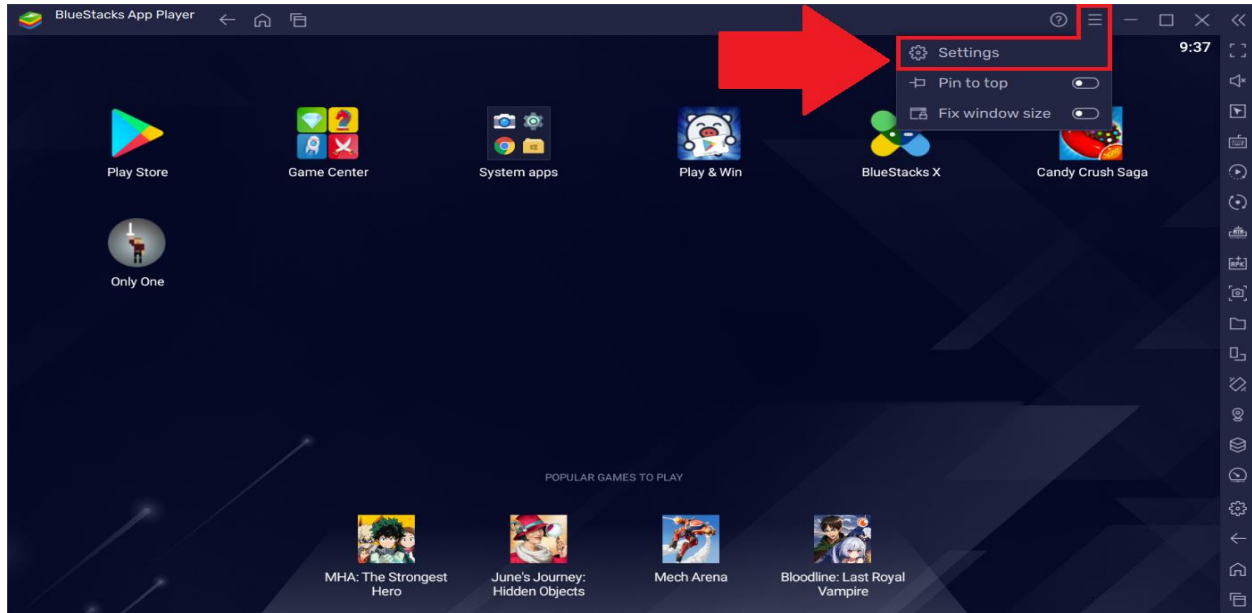 BlueStacks App Player
Settings
9:37
Pin to top
Fix window size
Play Store
Game Center
System apps
Play & Win
BlueStacks X
Candy Crush Saga
Only One
POPULAR GAMES TO PLAY
MHA: The Strongest
Hero
June's Journey:
Hidden Objects
Mech Arena
Bloodline: Last Royal
Vampire